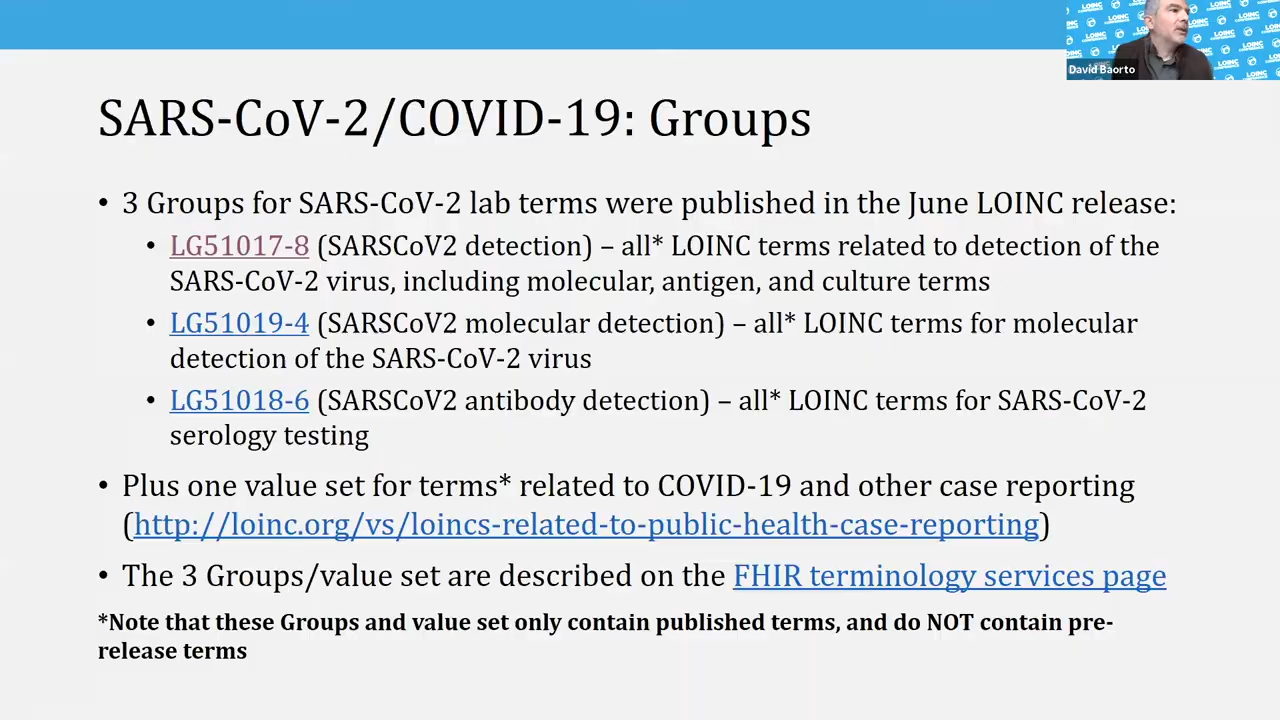 LOINC
David Baorto
SARS-CoV-2/COVID-19: Groups
• 3 Groups for SARS-CoV-2 lab terms were published in the June LOINC release:
• LG51017-8 (SARSCoV2 detection) – all* LOINC terms related to detection of the
SARS-CoV-2 virus, including molecular, antigen, and culture terms
• LG51019-4 (SARSCoV2 molecular detection) – all* LOINC terms for molecular
detection of the SARS-CoV-2 virus
• LG51018-6 (SARSCoV2 antibody detection) – all* LOINC terms for SARS-CoV-2
serology testing
• Plus one value set for terms* related to COVID-19 and other case reporting
(http://loinc.org/vs/loincs-related-to-public-health-case-reporting)
• The 3 Groups/value set are described on the FHIR terminology services page
*Note that these Groups and value set only contain published terms, and do NOT contain pre-
release terms